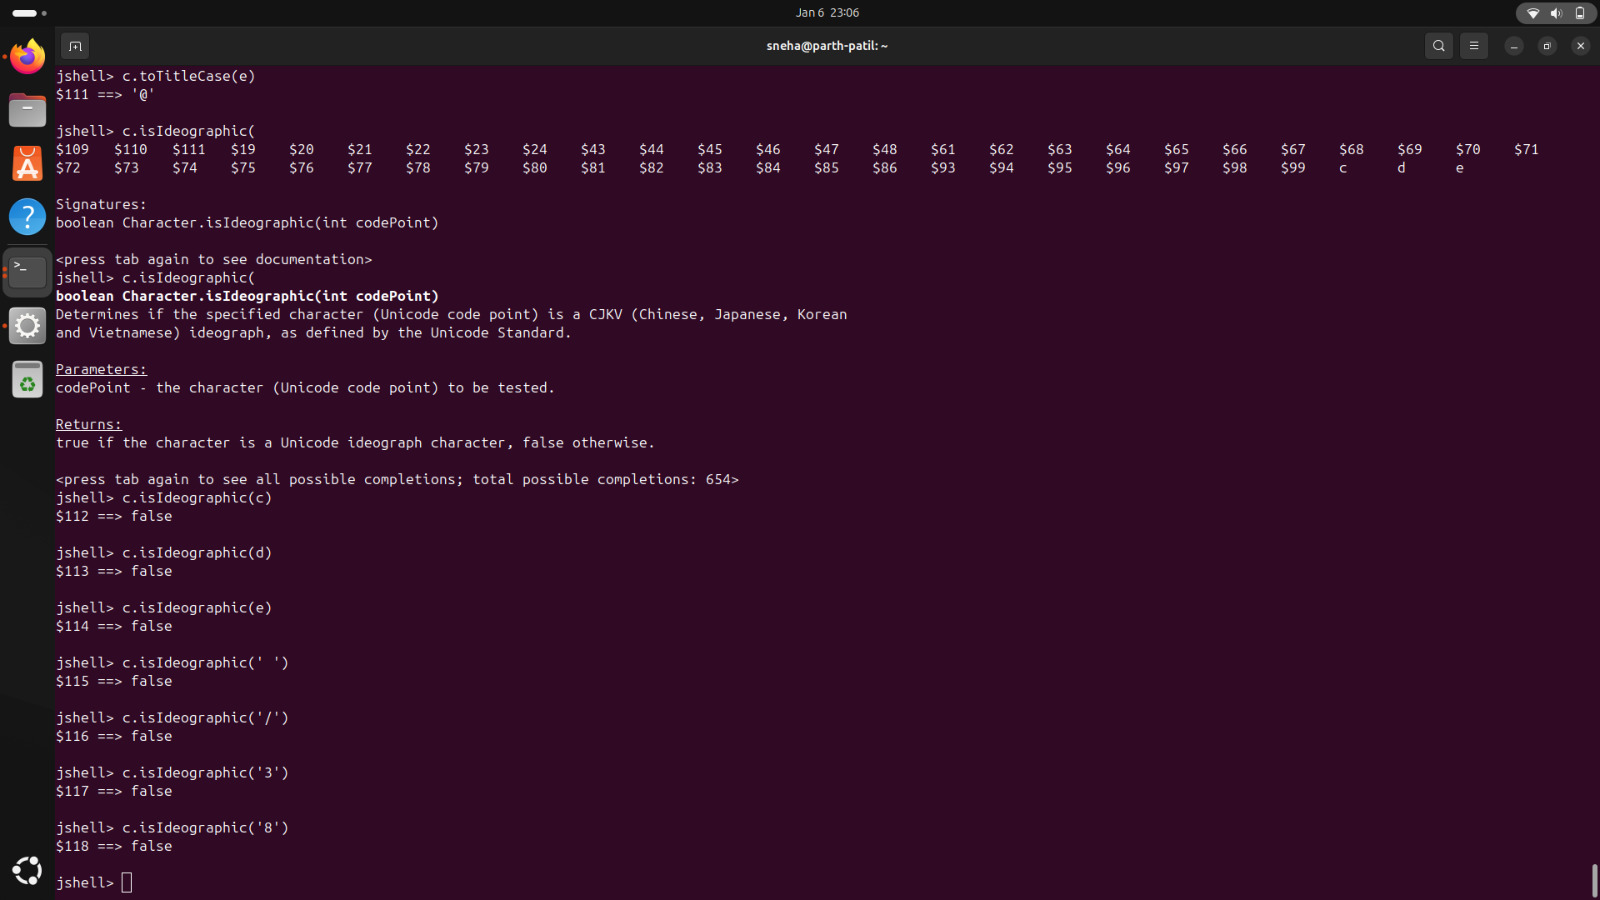 Jan 6 23:06
sneha@parth-patil: ~
jshell> c.toTitleCase(e)
$111 ==> '@'
jshell> c.isIdeographic(
$109 $110 $111 $19 $20 $21 $22 $23 $24 $43 $44 $45 $46 $47 $48 $61 $62 $63 $64 $65 $66 $67 $68 $69 $70 $71
$72 $73 $74 $75 $76 $77 $78 $79 $80 $81 $82 $83 $84 $85 $86 $93 $94 $95 $96 $97 $98 $99 c d e
Signatures:
boolean Character.isIdeographic(int codePoint)
<press tab again to see documentation>
jshell> c.isIdeographic(
boolean Character.isIdeographic(int codePoint)
Determines if the specified character (Unicode code point) is a CJKV (Chinese, Japanese, Korean
and Vietnamese) ideograph, as defined by the Unicode Standard.
Parameters:
codePoint - the character (Unicode code point) to be tested.
Returns:
true if the character is a Unicode ideograph character, false otherwise.
<press tab again to see all possible completions; total possible completions: 654>
jshell> c.isIdeographic(c)
$112 ==> false
jshell> c.isIdeographic(d)
$113 ==> false
jshell> c.isIdeographic(e)
$114 ==> false
jshell> c.isIdeographic(' ')
$115 ==> false
jshell> c.isIdeographic('/')
$116 ==> false
jshell> c.isIdeographic('3')
$117 ==> false
jshell> c.isIdeographic('8')
$118 ==> false
jshell>